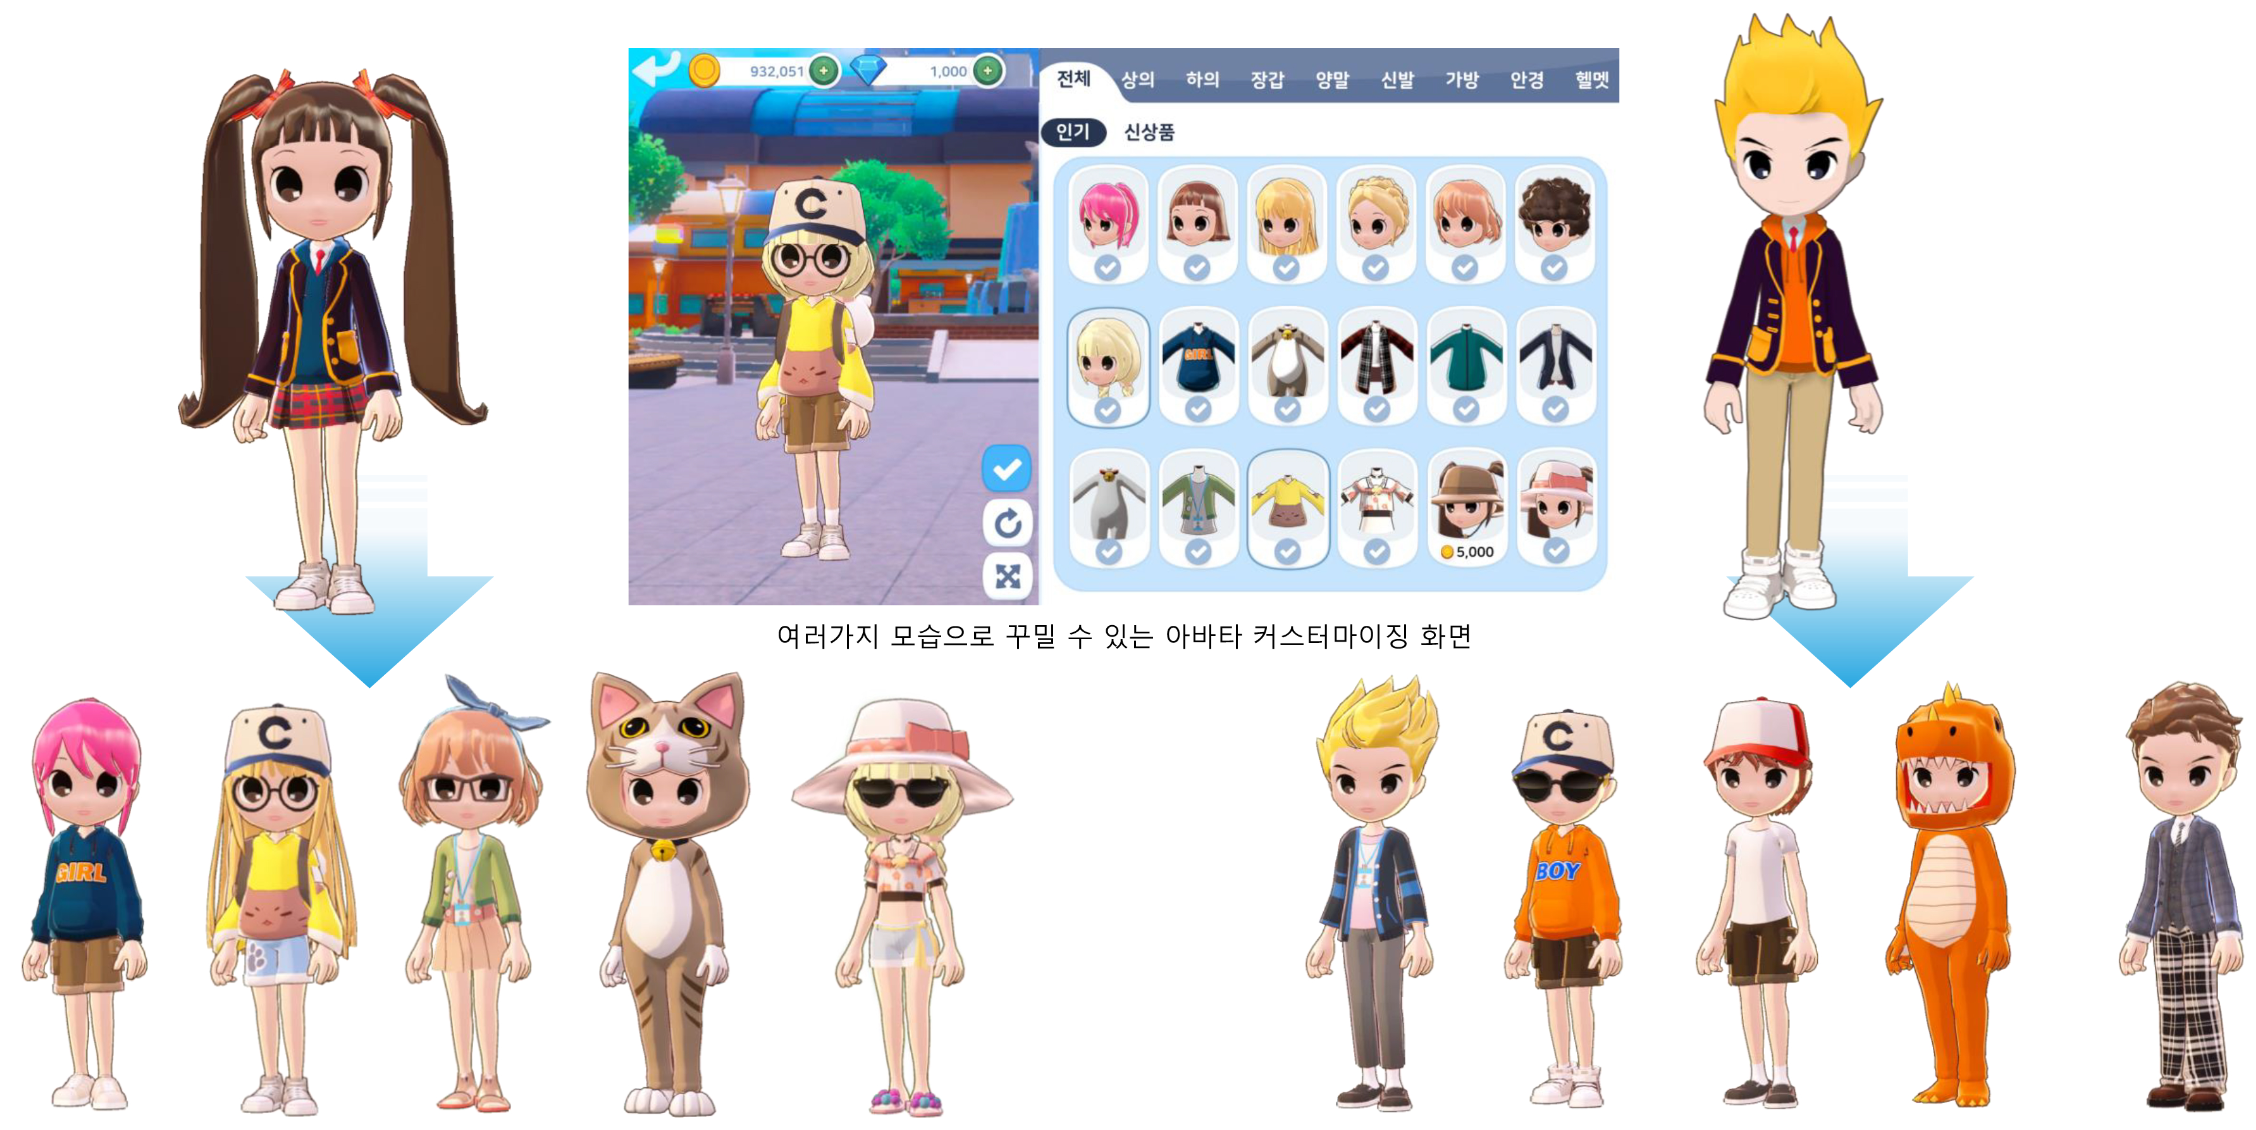 932,051
1,000
전체 상의 하의 장갑 양말 신발 가방 안경 헬멧
인기 신상품
C
GIRL
5,000
여러가지 모습으로 꾸밀 수 있는 아바타 커스터마이징 화면
C
C
GIRL
BOY